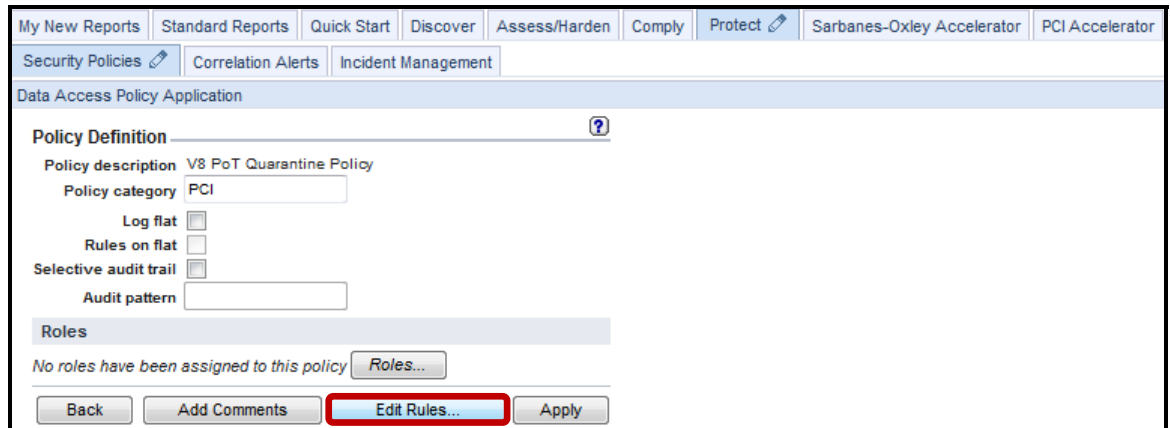 My New Reports Standard Reports Quick Start Discover Assess/Harden Comply Protect Sarbanes-Oxley Accelerator PCI Accelerator
Security Policies Correlation Alerts Incident Management
Data Access Policy Application
Policy Definition ?
Policy description V8 PoT Quarantine Policy
Policy category PCI
Log flat
Rules on flat
Selective audit trail
Audit pattern
Roles
No roles have been assigned to this policy Roles...
Back Add Comments Edit Rules... Apply